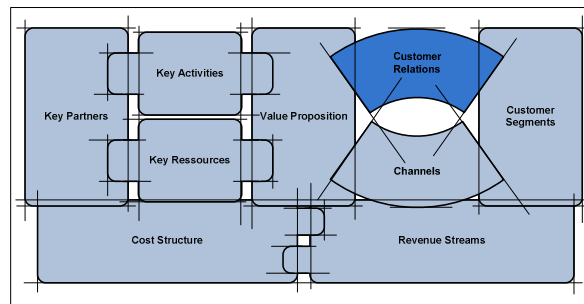 Key Partners
Key Activities
Key Ressources
Value Proposition
Customer
Relations
Channels
Customer
Segments
Cost Structure
Revenue Streams